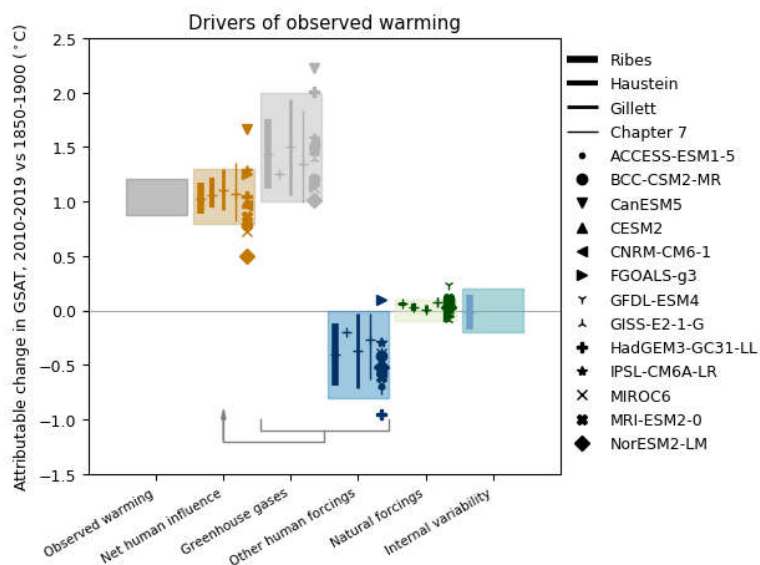 Drivers of observed warming
Attributable change in GSAT, 2010-2019 vs 1850-1900 (°C)
2.5
2.0
1.5
1.0
0.5
0.0
−0.5
−1.0
−1.5
Observed warming
Net human influence
Greenhouse gases
Other human forcings
Natural forcings
Internal variability
Ribes
Haustein
Gillett
Chapter 7
ACCESS-ESM1-5
BCC-CSM2-MR
CanESM5
CESM2
CNRM-CM6-1
FGOALS-g3
GFDL-ESM4
GISS-E2-1-G
HadGEM3-GC31-LL
IPSL-CM6A-LR
MIROC6
MRI-ESM2-0
NorESM2-LM